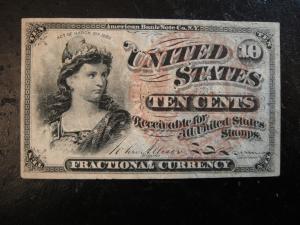 American Bank Note Co. N.Y.
ACT OF MARCH 3RD 1863.
10
UNITED
STATES
TEN CENTS
Receivable for
All United States
Stamps.
FRACTIONAL CURRENCY